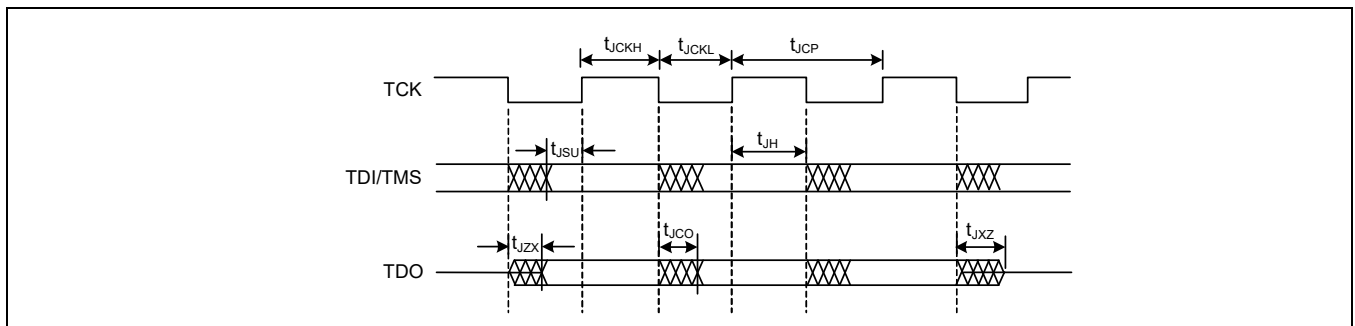 tJCKH tJCKL tJCP
TCK
tJSU tJH
TDI/TMS
tJZX tJCO tJXZ
TDO